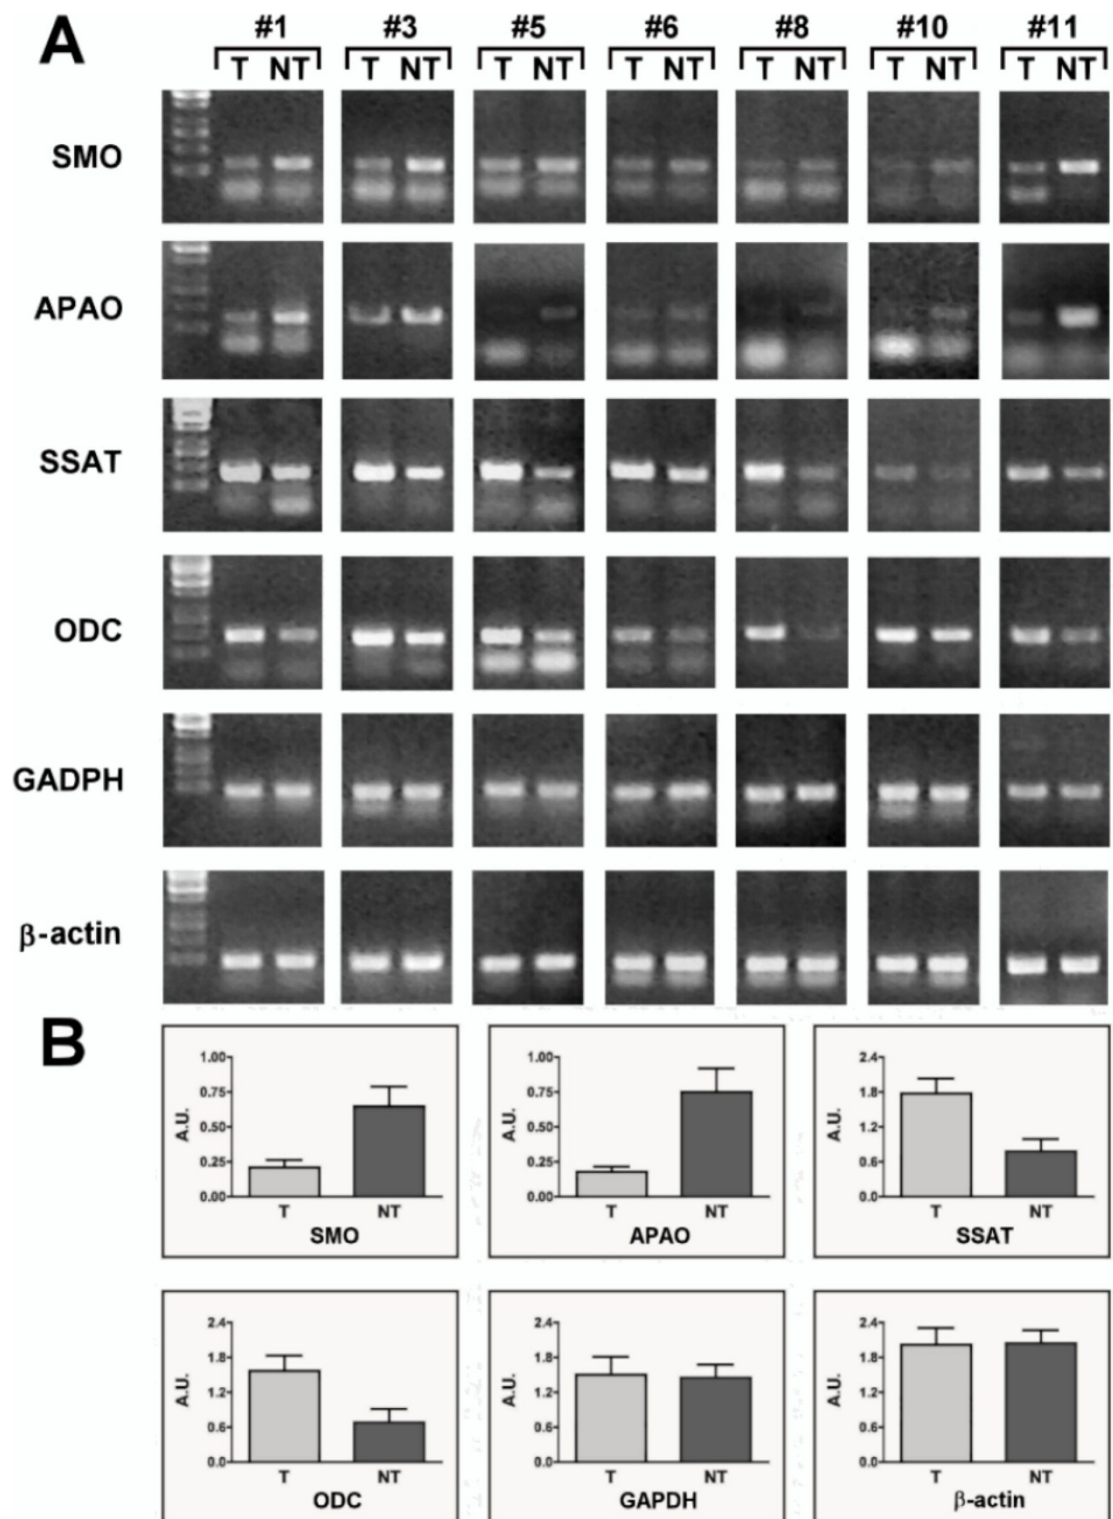 A
#1 #3 #5 #6 #8 #10 #11
T NT T NT T NT T NT T NT T NT T NT
SMO
APAO
SSAT
ODC
GADPH
β-actin
B
1.00
0.75
0.50
0.25
0.00
A.U.
T NT
SMO
1.00
0.75
0.50
0.25
0.00
A.U.
T NT
APAO
2.4
1.8
1.2
0.6
0.0
A.U.
T NT
SSAT
2.4
1.8
1.2
0.6
0.0
A.U.
T NT
ODC
2.4
1.8
1.2
0.6
0.0
A.U.
T NT
GAPDH
2.4
1.8
1.2
0.6
0.0
A.U.
T NT
β-actin